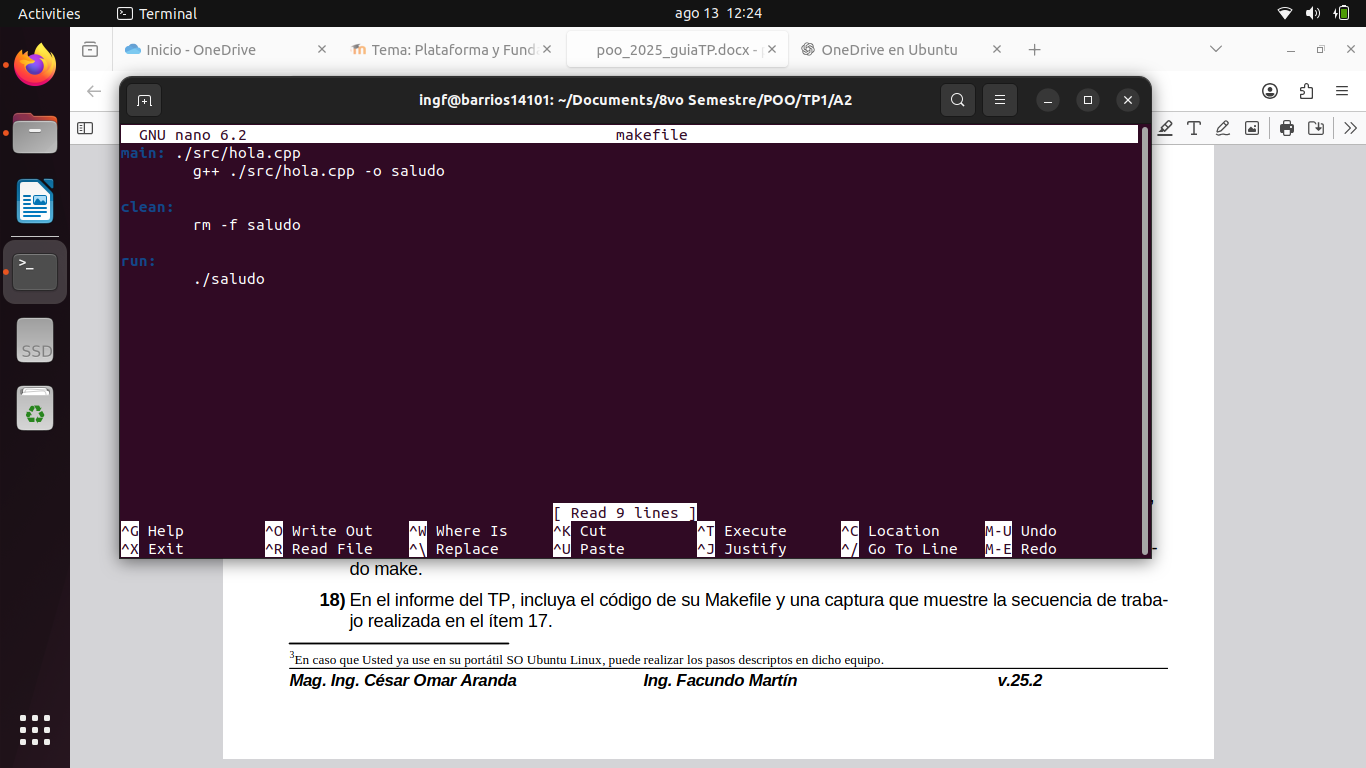 Activities
Terminal
ago 13 12:24
Inicio - OneDrive
Tema: Plataforma y Fund
poo_2025_guiaTP.docx -
OneDrive en Ubuntu
ingf@barrios14101: ~/Documents/8vo Semestre/POO/TP1/A2
GNU nano 6.2 makefile
main: ./src/hola.cpp
g++ ./src/hola.cpp -o saludo
clean:
rm -f saludo
run:
./saludo
[ Read 9 lines ]
^G Help ^O Write Out ^W Where Is ^K Cut ^T Execute ^C Location M-U Undo
^X Exit ^R Read File ^\ Replace ^U Paste ^J Justify ^/ Go To Line M-E Redo
do make.
18) En el informe del TP, incluya el código de su Makefile y una captura que muestre la secuencia de traba-
jo realizada en el ítem 17.
3En caso que Usted ya use en su portátil SO Ubuntu Linux, puede realizar los pasos descriptos en dicho equipo.
Mag. Ing. César Omar Aranda Ing. Facundo Martín v.25.2
SSD